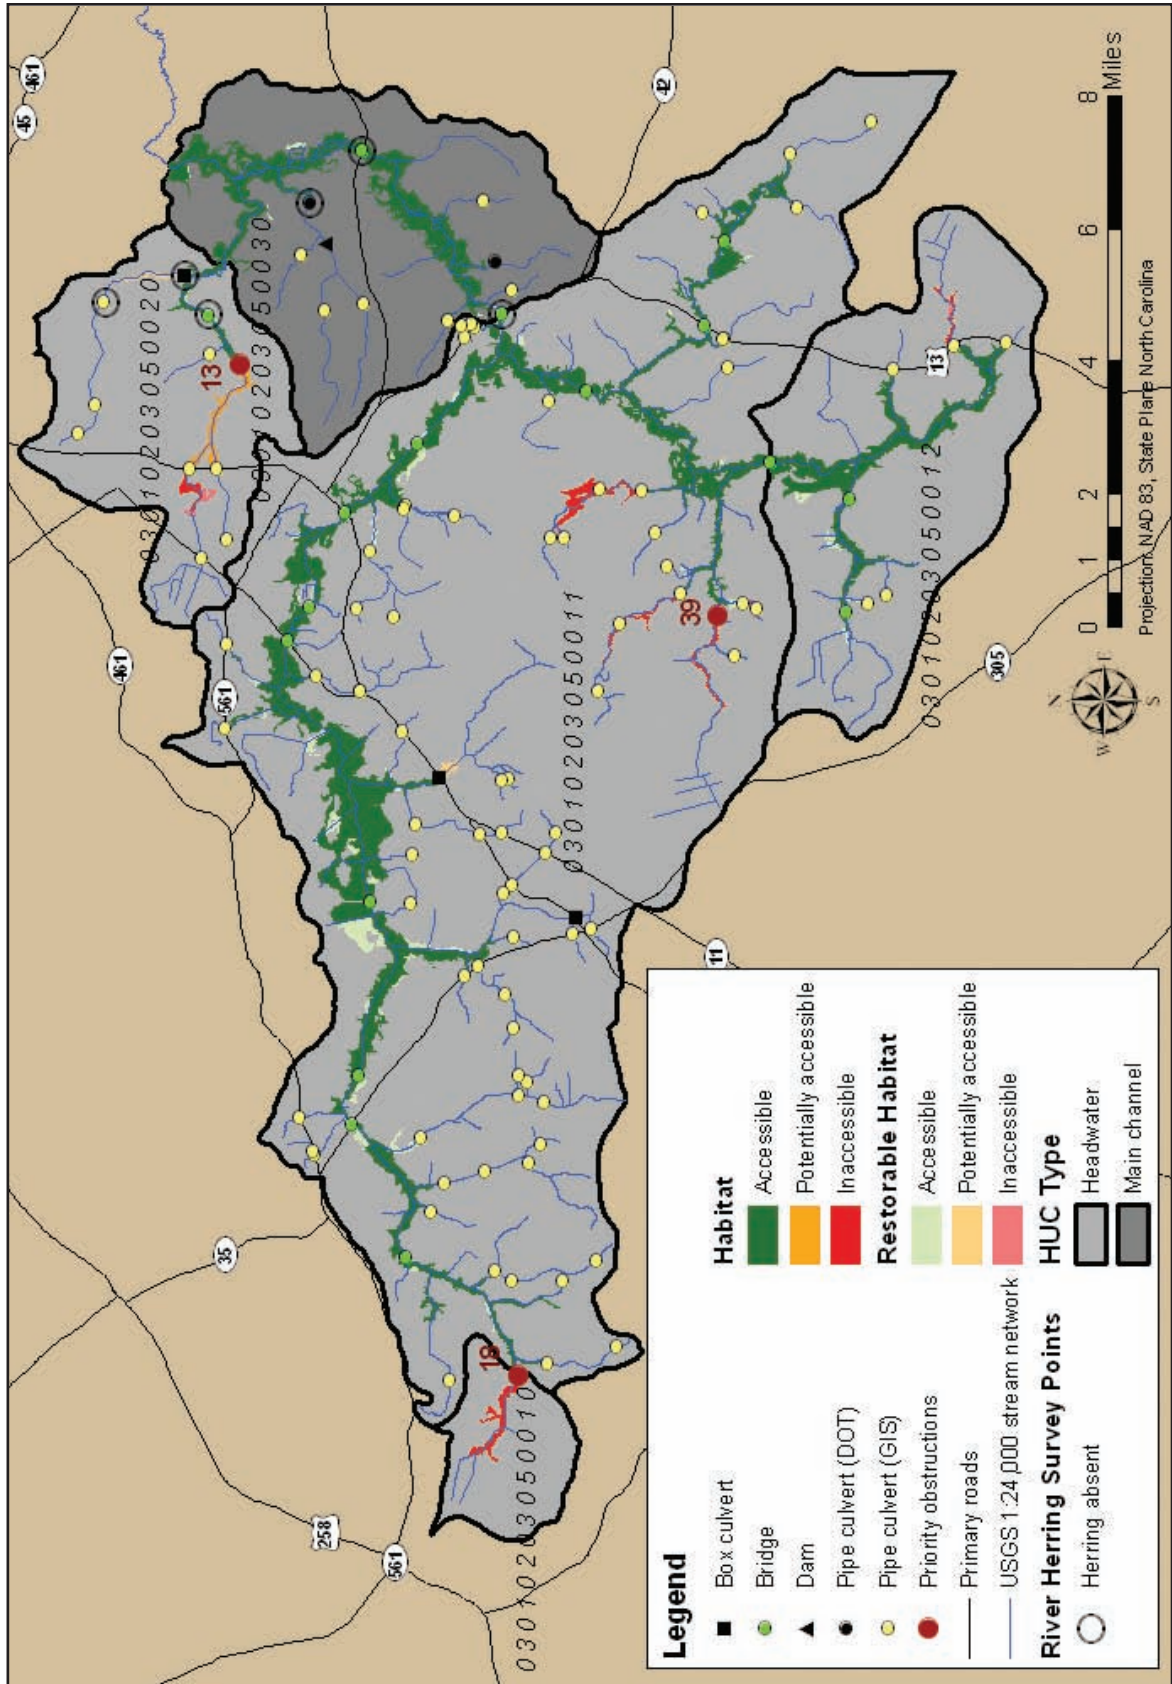 45
461
42
03010203050020
03010203050030
13
461
561
13
03010203050012
39
03010203050011
305
11
35
18
258
561
03010203050010
N
W E
S
0 1 2 4 6 8
Miles
Projection: NAD 83, State Plane North Carolina
Legend
Box culvert
Bridge
Dam
Pipe culvert (DOT)
Pipe culvert (GIS)
Priority obstructions
Primary roads
USGS 1:24,000 stream network
River Herring Survey Points
Herring absent
Habitat
Accessible
Potentially accessible
Inaccessible
Restorable Habitat
Accessible
Potentially accessible
Inaccessible
HUC Type
Headwater
Main channel